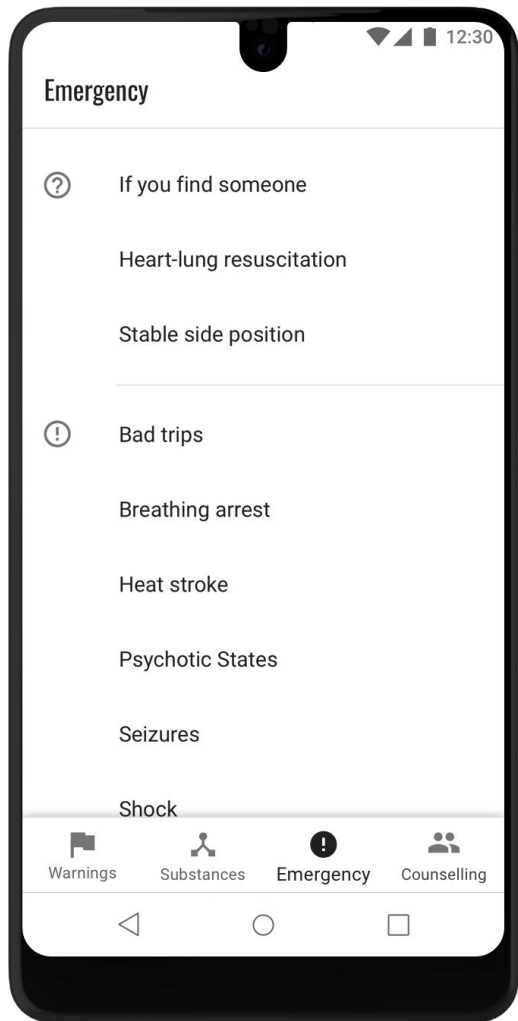 12:30
Emergency
If you find someone
Heart-lung resuscitation
Stable side position
Bad trips
Breathing arrest
Heat stroke
Psychotic States
Seizures
Shock
Warnings
Substances
Emergency
Counselling